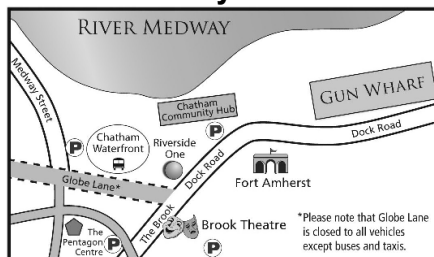 RIVER MEDWAY
Medway Street
Chatham
Community Hub
GUN WHARF
P
P
Chatham
Waterfront
Riverside
One
Dock Road
Dock Road
Globe Lane*
Fort Amherst
The Brook
Brook Theatre
The
Pentagon
Centre
P
P
*Please note that Globe Lane
is closed to all vehicles
except buses and taxis.